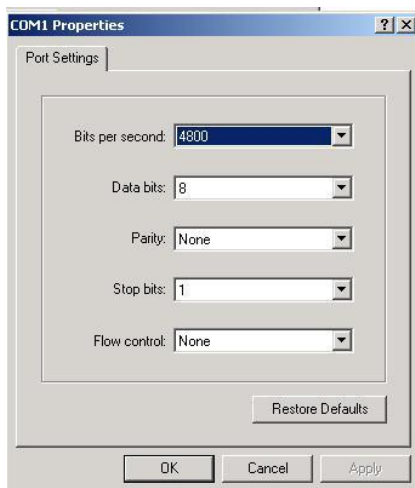 COM1 Properties
Port Settings
Bits per second: 4800
Data bits: 8
Parity: None
Stop bits: 1
Flow control: None
Restore Defaults
OK Cancel Apply